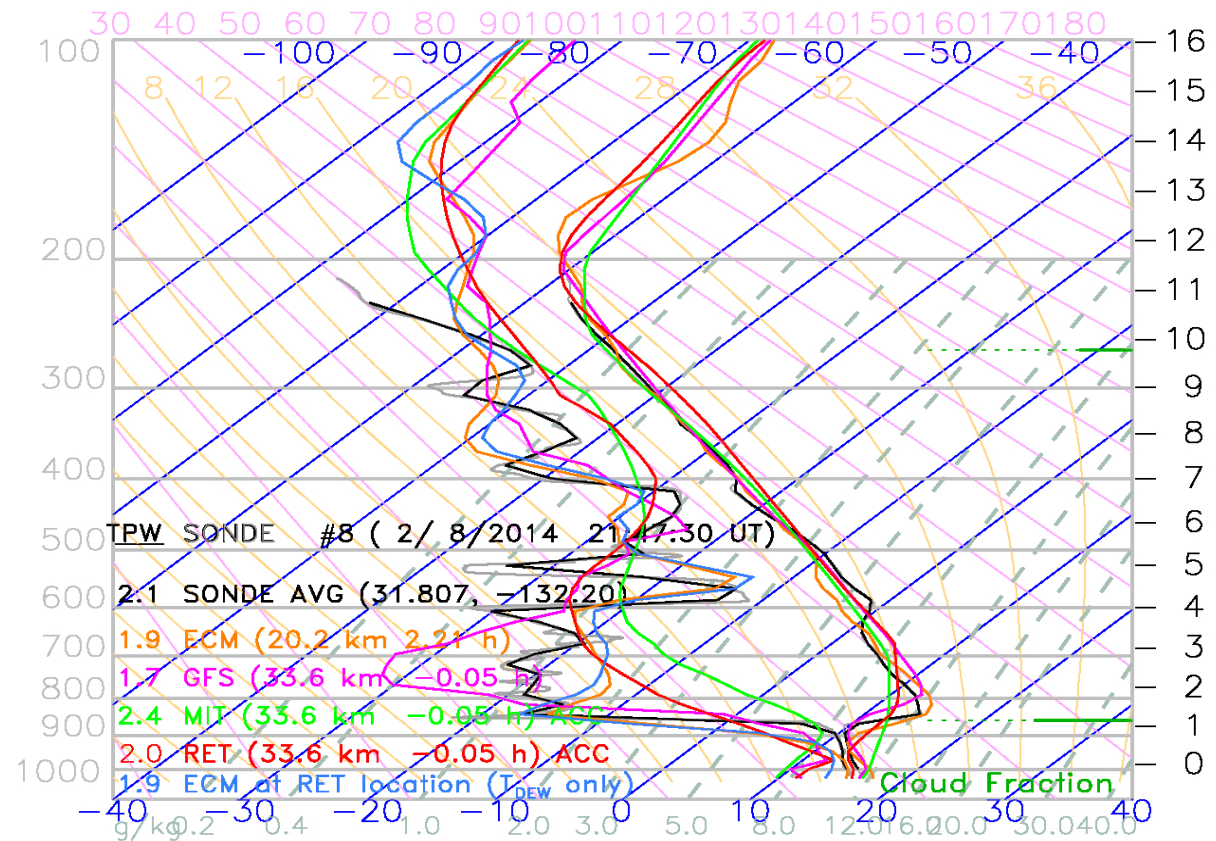 30 40 50 60 70 80 90 100 110 120 130 140 150 160 170 180
100 −100 −90 −80 −70 −60 −50 −40 16
8 12 16 20 24 28 32 36 15
14
13
200 12
11
10
300 9
8
400 7
TPW SONDE #8 ( 2/ 8/2014 21:47:30 UT) 6
500 5
2.1 SONDE AVG (31.807, −132.20)
600 4
1.9 ECM (20.2 km 2.21 h) 3
700
1.7 GFS (33.6 km −0.05 h) 2
800
2.4 MIT (33.6 km −0.05 h) ACC 1
900
2.0 RET (33.6 km −0.05 h) ACC 0
1000
1.9 ECM at RET location (TDEW only) Cloud Fraction
−40 −30 −20 −10 0 10 20 30 40
g/kg 0.2 0.4 1.0 2.0 3.0 5.0 8.0 12.0 16.0 20.0 30.0 40.0